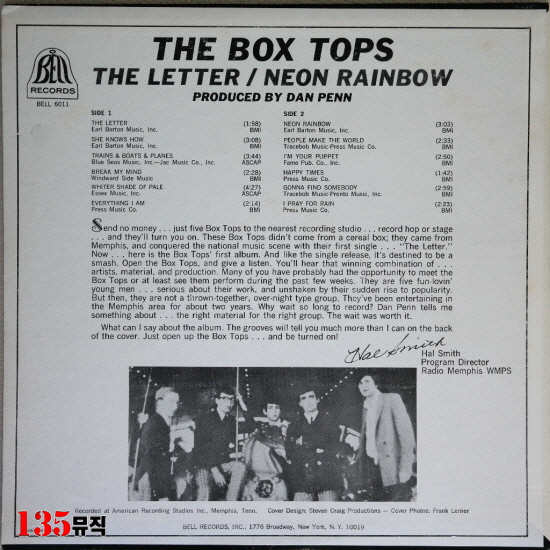 BELL
RECORDS
BELL 6011
THE BOX TOPS
THE LETTER / NEON RAINBOW
PRODUCED BY DAN PENN
SIDE 1
THE LETTER (1:58)
Earl Barton Music, Inc. BMI
SHE KNOWS HOW (3:08)
Earl Barton Music, Inc. BMI
TRAINS & BOATS & PLANES (3:44)
Blue Seas Music, Inc.—Jac Music Co., Inc. ASCAP
BREAK MY MIND (2:28)
Windward Side Music BMI
WHITER SHADE OF PALE (4:27)
Essex Music, Inc. ASCAP
EVERYTHING I AM (2:14)
Press Music Co. BMI
SIDE 2
NEON RAINBOW (3:03)
Earl Barton Music, Inc. BMI
PEOPLE MAKE THE WORLD (2:33)
Tracebob Music-Press Music Co. BMI
I'M YOUR PUPPET (2:50)
Fame Pub. Co., Inc. BMI
HAPPY TIMES (1:42)
Press Music Co. BMI
GONNA FIND SOMEBODY (2:59)
Tracebob Music-Pronto Music, Inc. BMI
I PRAY FOR RAIN (2:23)
Press Music Co. BMI
Send no money . . . just five Box Tops to the nearest recording studio . . . record hop or stage
. . . and they'll turn you on. These Box Tops didn't come from a cereal box; they came from
Memphis, and conquered the national music scene with their first single . . . "The Letter."
Now . . . here is the Box Tops' first album. And like the single release, it's destined to be a
smash. Open the Box Tops, and give a listen. You'll hear that winning combination of . . .
artists, material, and production. Many of you have probably had the opportunity to meet the
Box Tops or at least see them perform during the past few weeks. They are five fun-lovin'
young men . . . serious about their work, and unshaken by their sudden rise to popularity.
But then, they are not a thrown-together, over-night type group. They've been entertaining in
the Memphis area for about two years. Why wait so long to record? Dan Penn tells me
something about . . . the right material for the right group. The wait was worth it.
What can I say about the album. The grooves will tell you much more than I can on the back
of the cover. Just open up the Box Tops . . . and be turned on!
Hal Smith
Hal Smith
Program Director
Radio Memphis WMPS
Recorded at American Recording Studios Inc., Memphis, Tenn. Cover Design: Steven Craig Productions — Cover Photos: Frank Lerner
BELL RECORDS, INC., 1776 Broadway, New York, N. Y. 10019
135뮤직